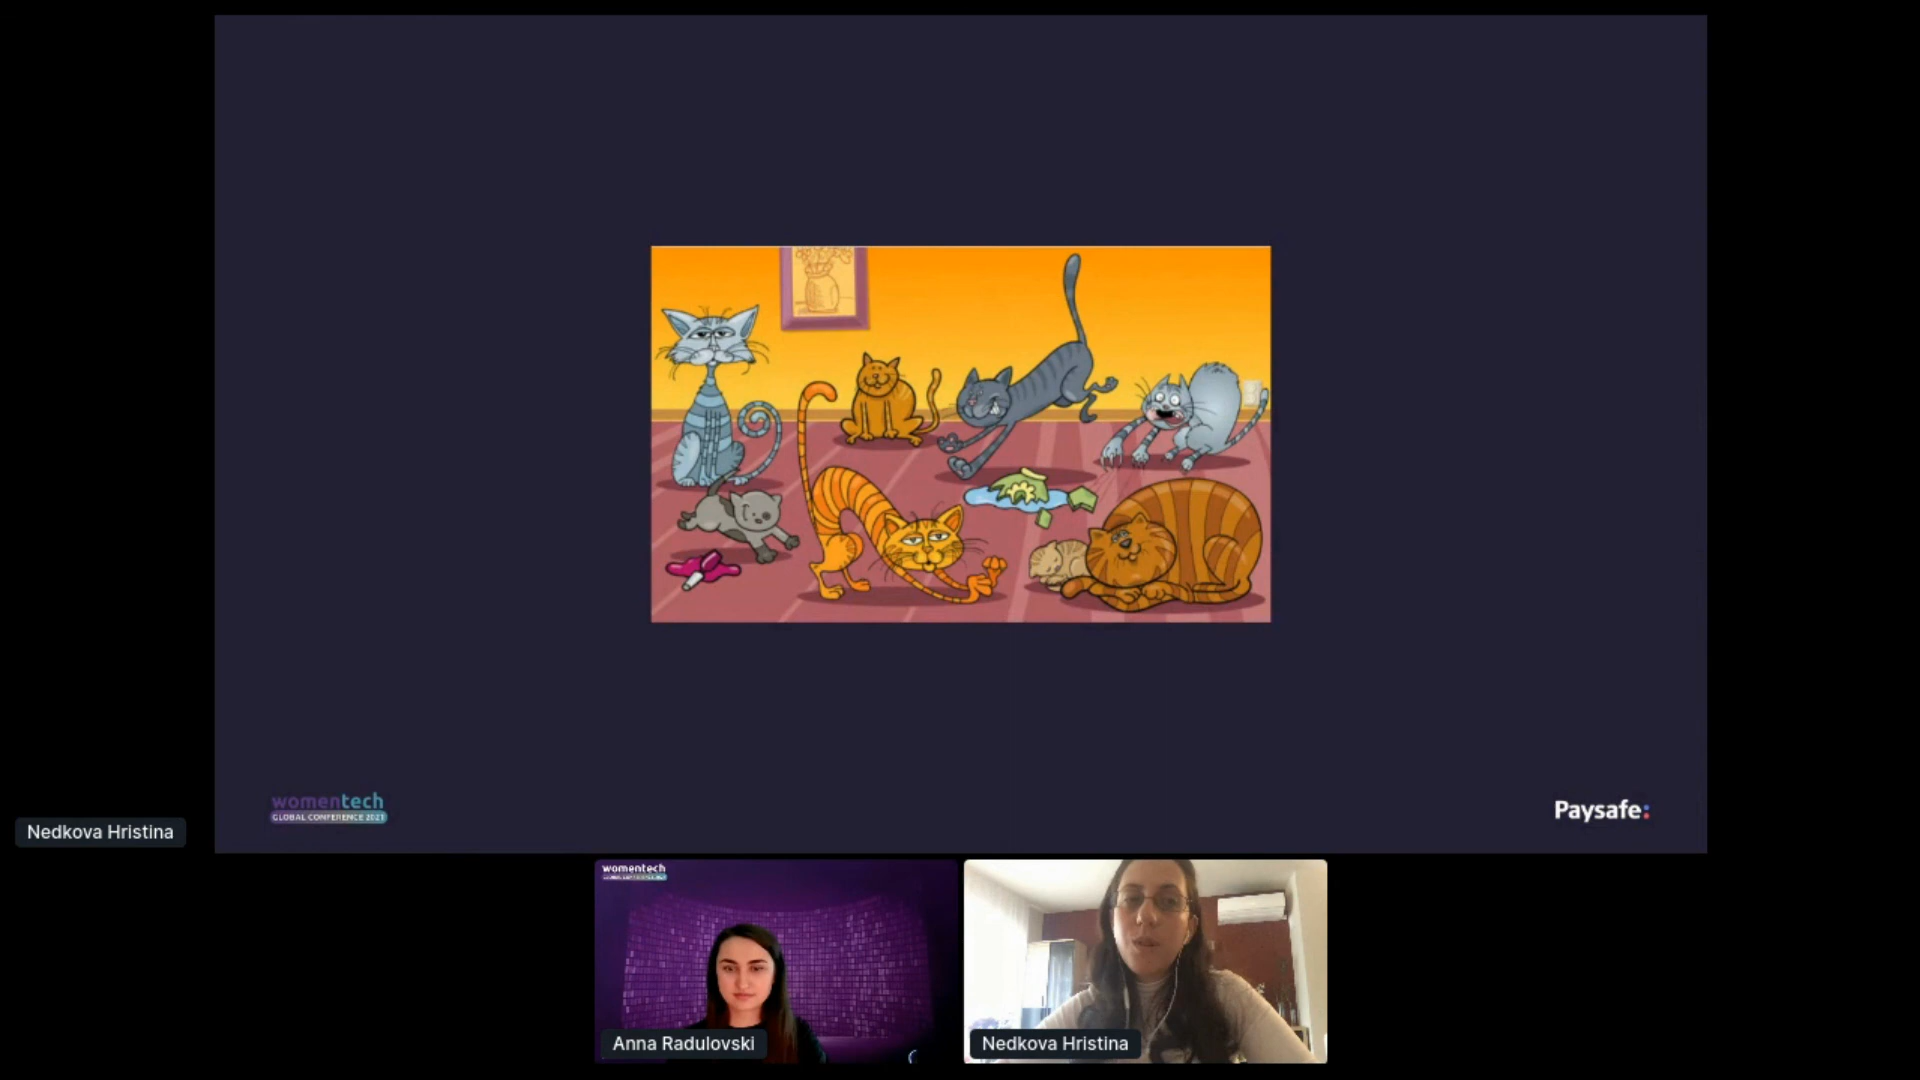 womentech
GLOBAL CONFERENCE 2021
Paysafe:
Nedkova Hristina
womentech
Anna Radulovski
Nedkova Hristina